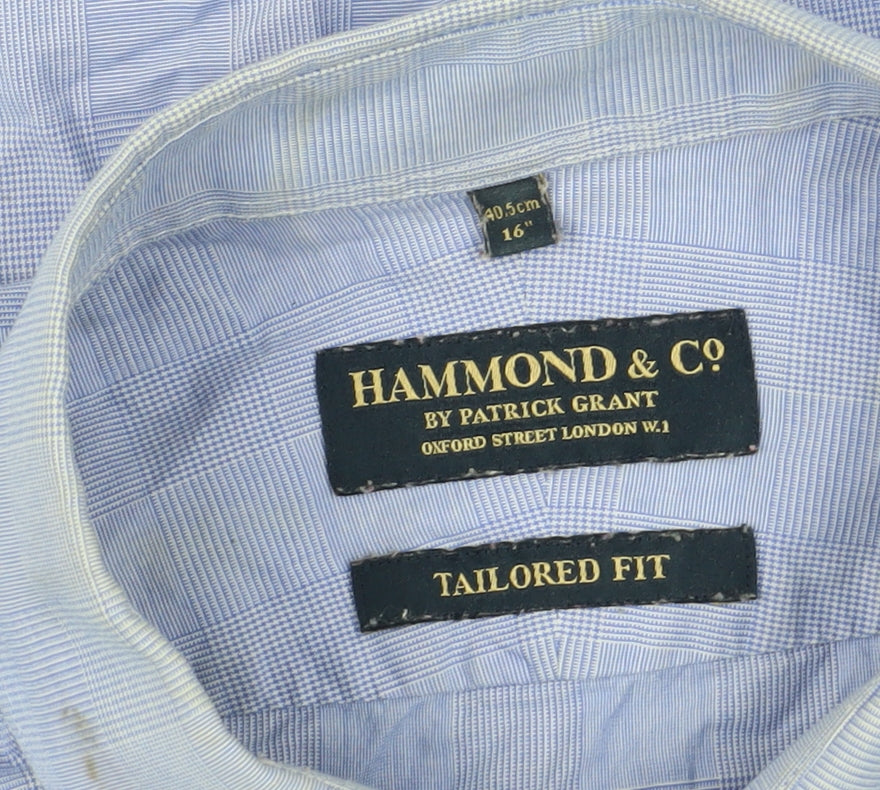 40.5cm
16"
HAMMOND & Cº
BY PATRICK GRANT
OXFORD STREET LONDON W.1
TAILORED FIT